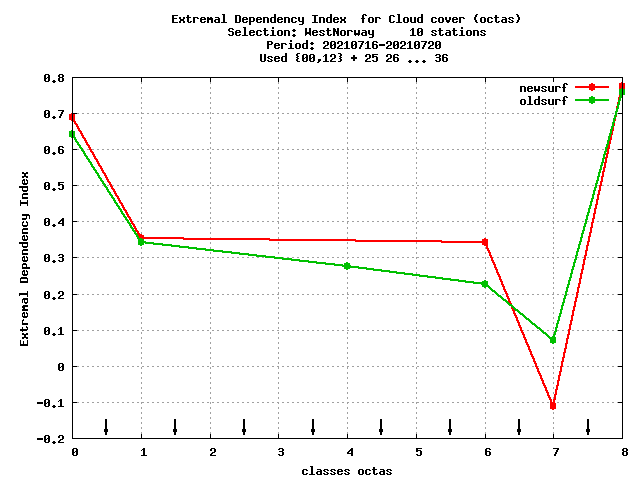 Extremal Dependency Index  for Cloud cover (octas)
Selection: WestNorway     10 stations
Period: 20210716-20210720
Used {00,12} + 25 26 ... 36
newsurf
oldsurf
0.8
0.7
0.6
0.5
0.4
0.3
0.2
0.1
0
-0.1
-0.2
Extremal Dependency Index
0 1 2 3 4 5 6 7 8
classes octas